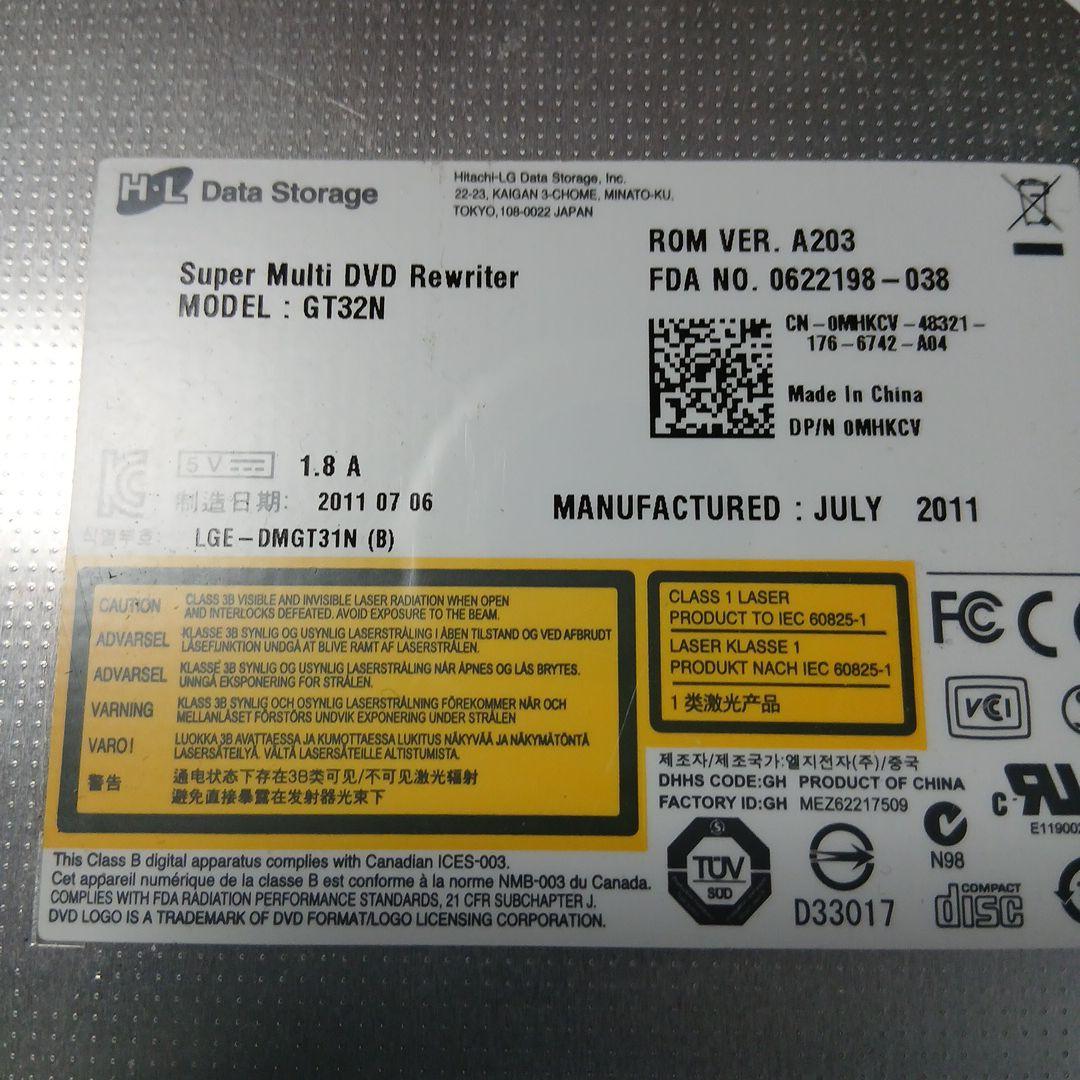 H·L Data Storage
Hitachi-LG Data Storage, Inc.
22-23, KAIGAN 3-CHOME, MINATO-KU,
TOKYO, 108-0022 JAPAN
Super Multi DVD Rewriter
MODEL : GT32N
ROM VER. A203
FDA NO. 0622198-038
CN-0MHKCV-48321-
176-6742-A04
Made In China
DP/N 0MHKCV
5V 1.8 A
制造日期: 2011 07 06
식별부호: LGE-DMGT31N (B)
MANUFACTURED : JULY 2011
CAUTION CLASS 3B VISIBLE AND INVISIBLE LASER RADIATION WHEN OPEN
AND INTERLOCKS DEFEATED. AVOID EXPOSURE TO THE BEAM.
ADVARSEL KLASSE 3B SYNLIG OG USYNLIG LASERSTRÅLING I ÅBEN TILSTAND OG VED AFBRUDT
LÅSEFUNKTION UNDGÅ AT BLIVE RAMT AF LASERSTRÅLEN.
ADVARSEL KLASSE 3B SYNLIG OG USYNLIG LASERSTRÅLING NÅR ÅPNES OG LÅS BRYTES.
UNNGÅ EKSPONERING FOR STRÅLEN.
VARNING KLASS 3B SYNLIG OCH OSYNLIG LASERSTRÅLNING FÖREKOMMER NÄR OCH
MELLANLÅSET FÖRSTÖRS UNDVIK EXPONERING UNDER STRÅLEN
VARO! LUOKKA 3B AVATTAESSA JA KUMOTTAESSA LUKITUS NÄKYVÄÄ JA NÄKYMÄTÖNTÄ
LASERSÄTEILYÄ. VÄLTÄ LASERSÄTEILLE ALTISTUMISTA.
警告 通电状态下存在3B类可见/不可见激光辐射
避免直接暴露在发射器光束下
CLASS 1 LASER
PRODUCT TO IEC 60825-1
LASER KLASSE 1
PRODUKT NACH IEC 60825-1
1 类激光产品
FC C
VCI
제조자/제조국가:엘지전자(주)/중국
DHHS CODE:GH PRODUCT OF CHINA
FACTORY ID:GH MEZ62217509
This Class B digital apparatus complies with Canadian ICES-003.
Cet appareil numérique de la classe B est conforme à la norme NMB-003 du Canada.
COMPLIES WITH FDA RADIATION PERFORMANCE STANDARDS, 21 CFR SUBCHAPTER J.
DVD LOGO IS A TRADEMARK OF DVD FORMAT/LOGO LICENSING CORPORATION.
TÜV
SÜD
D33017
N98
E11900
COMPACT
disc